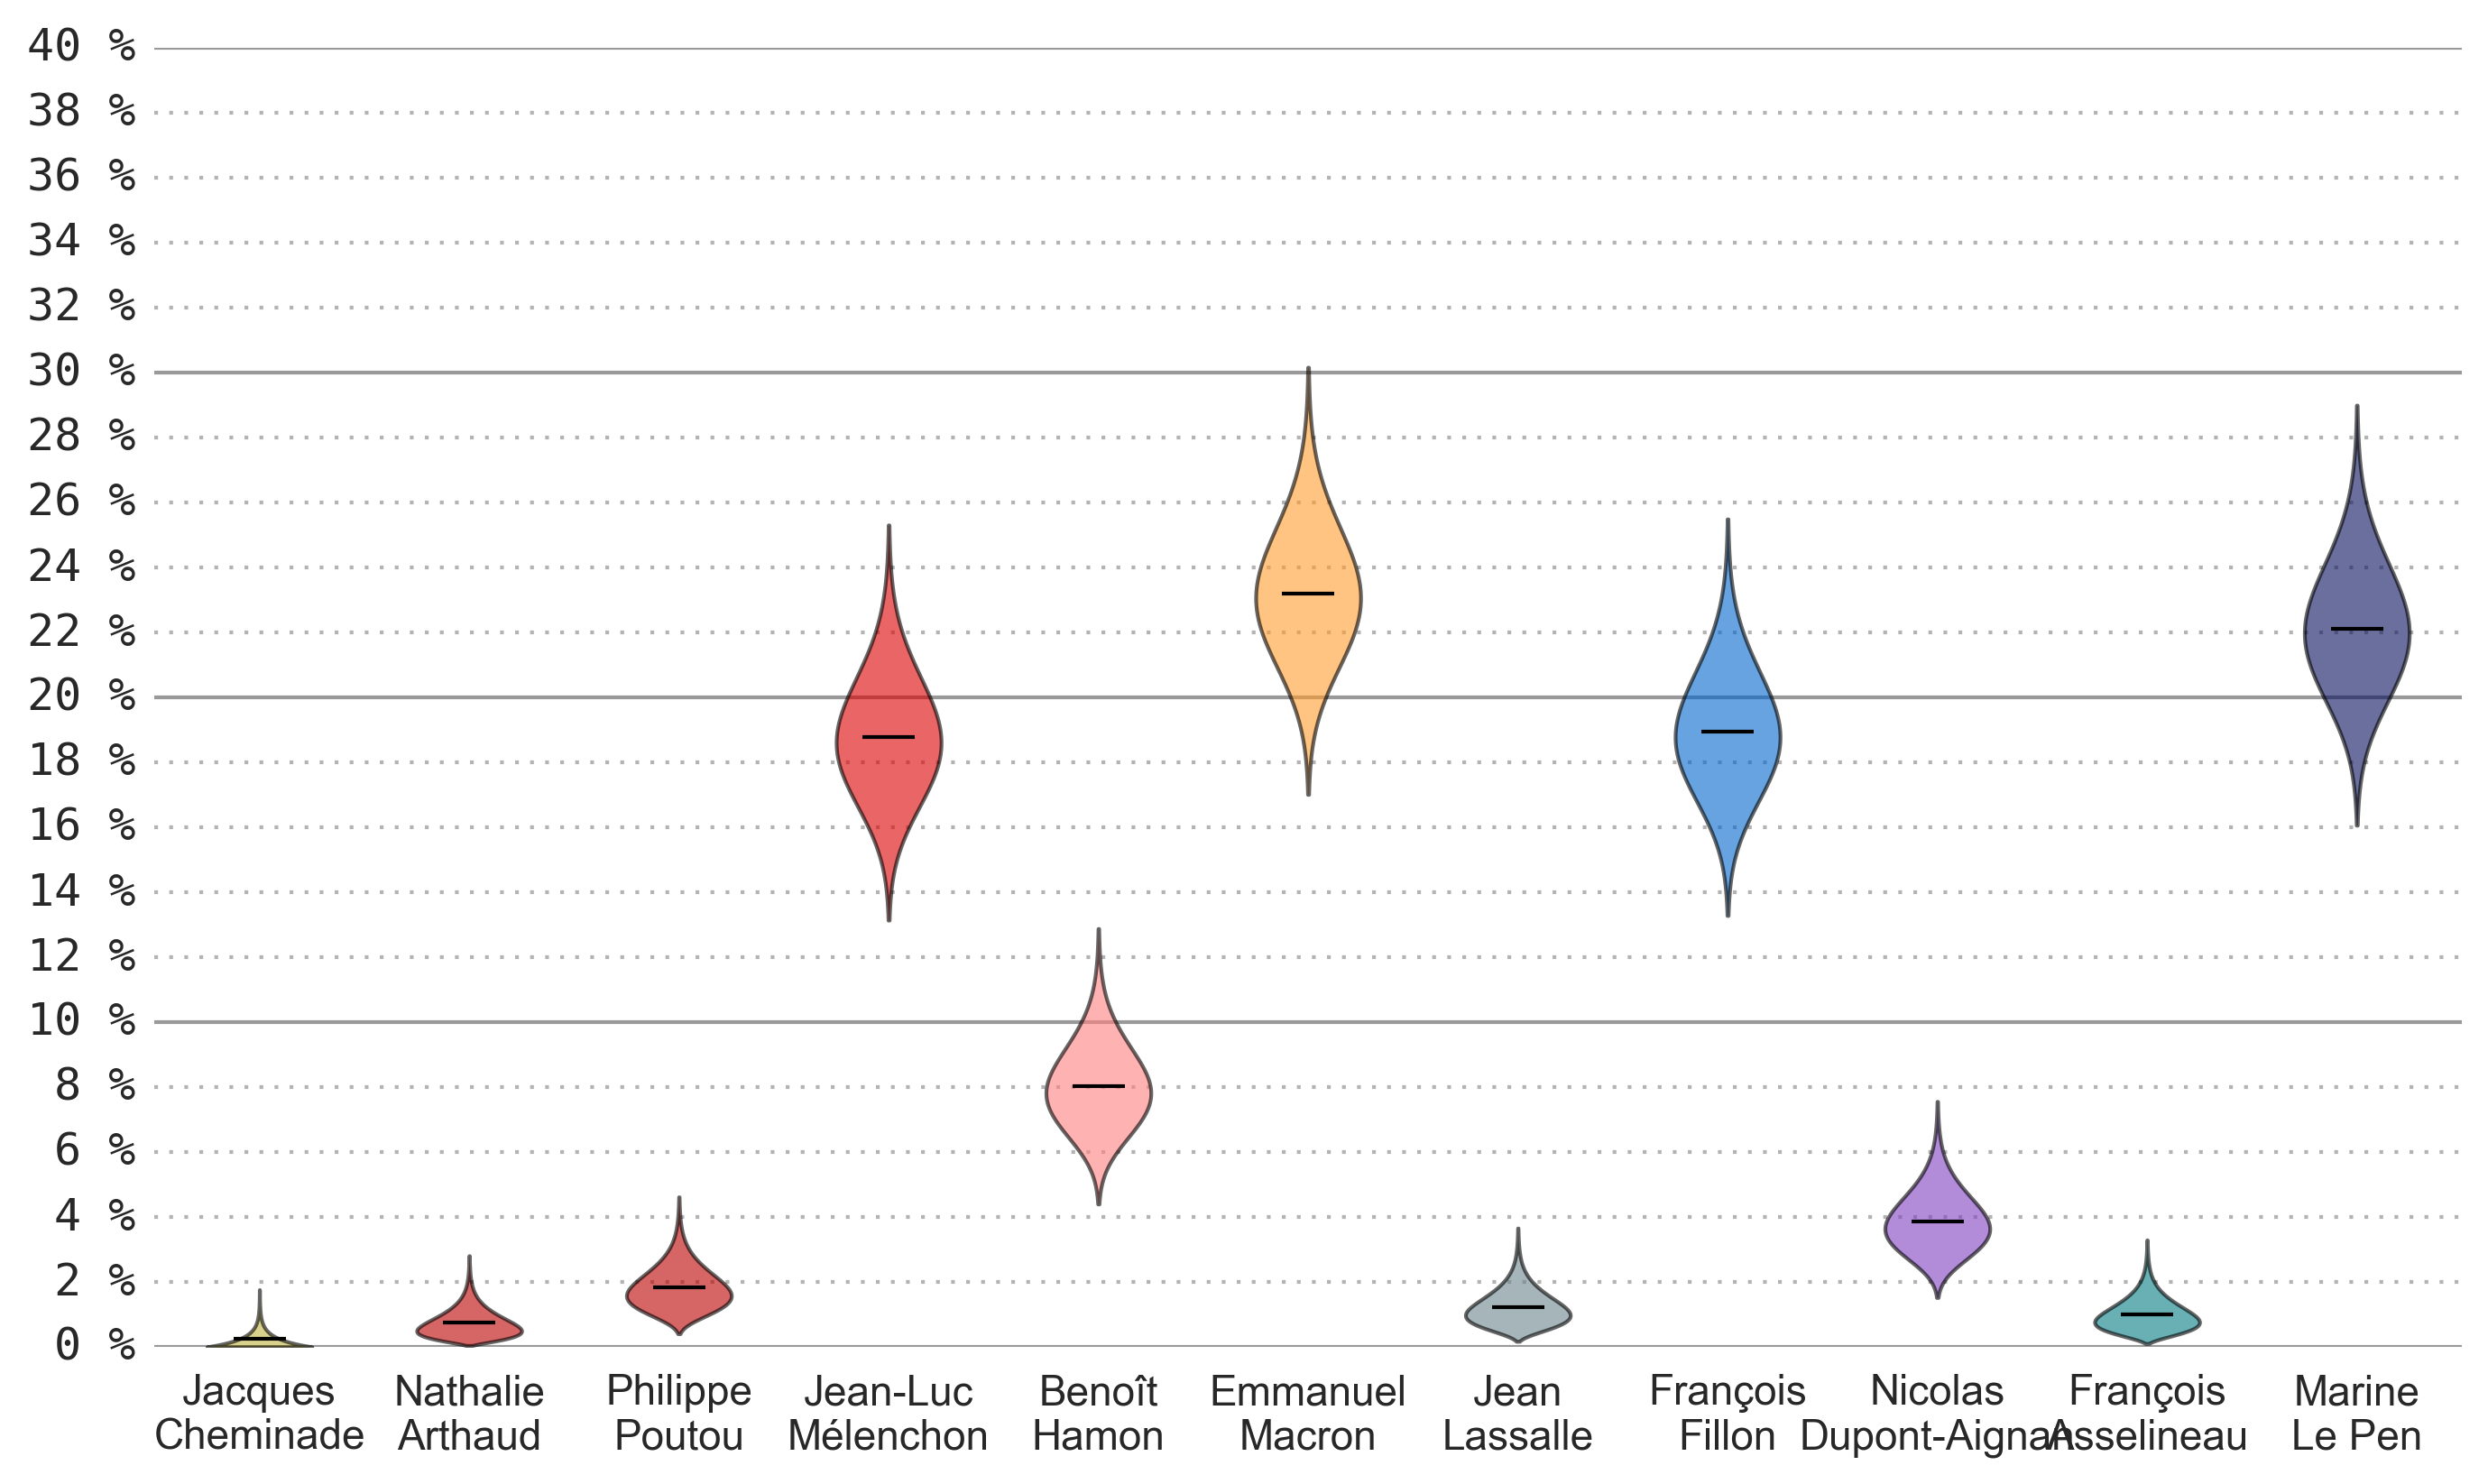 40 %
38 %
36 %
34 %
32 %
30 %
28 %
26 %
24 %
22 %
20 %
18 %
16 %
14 %
12 %
10 %
8 %
6 %
4 %
2 %
0 %
Jacques
Cheminade
Nathalie
Arthaud
Philippe
Poutou
Jean-Luc
Mélenchon
Benoît
Hamon
Emmanuel
Macron
Jean
Lassalle
François
Fillon
Nicolas
Dupont-Aignan
François
Asselineau
Marine
Le Pen